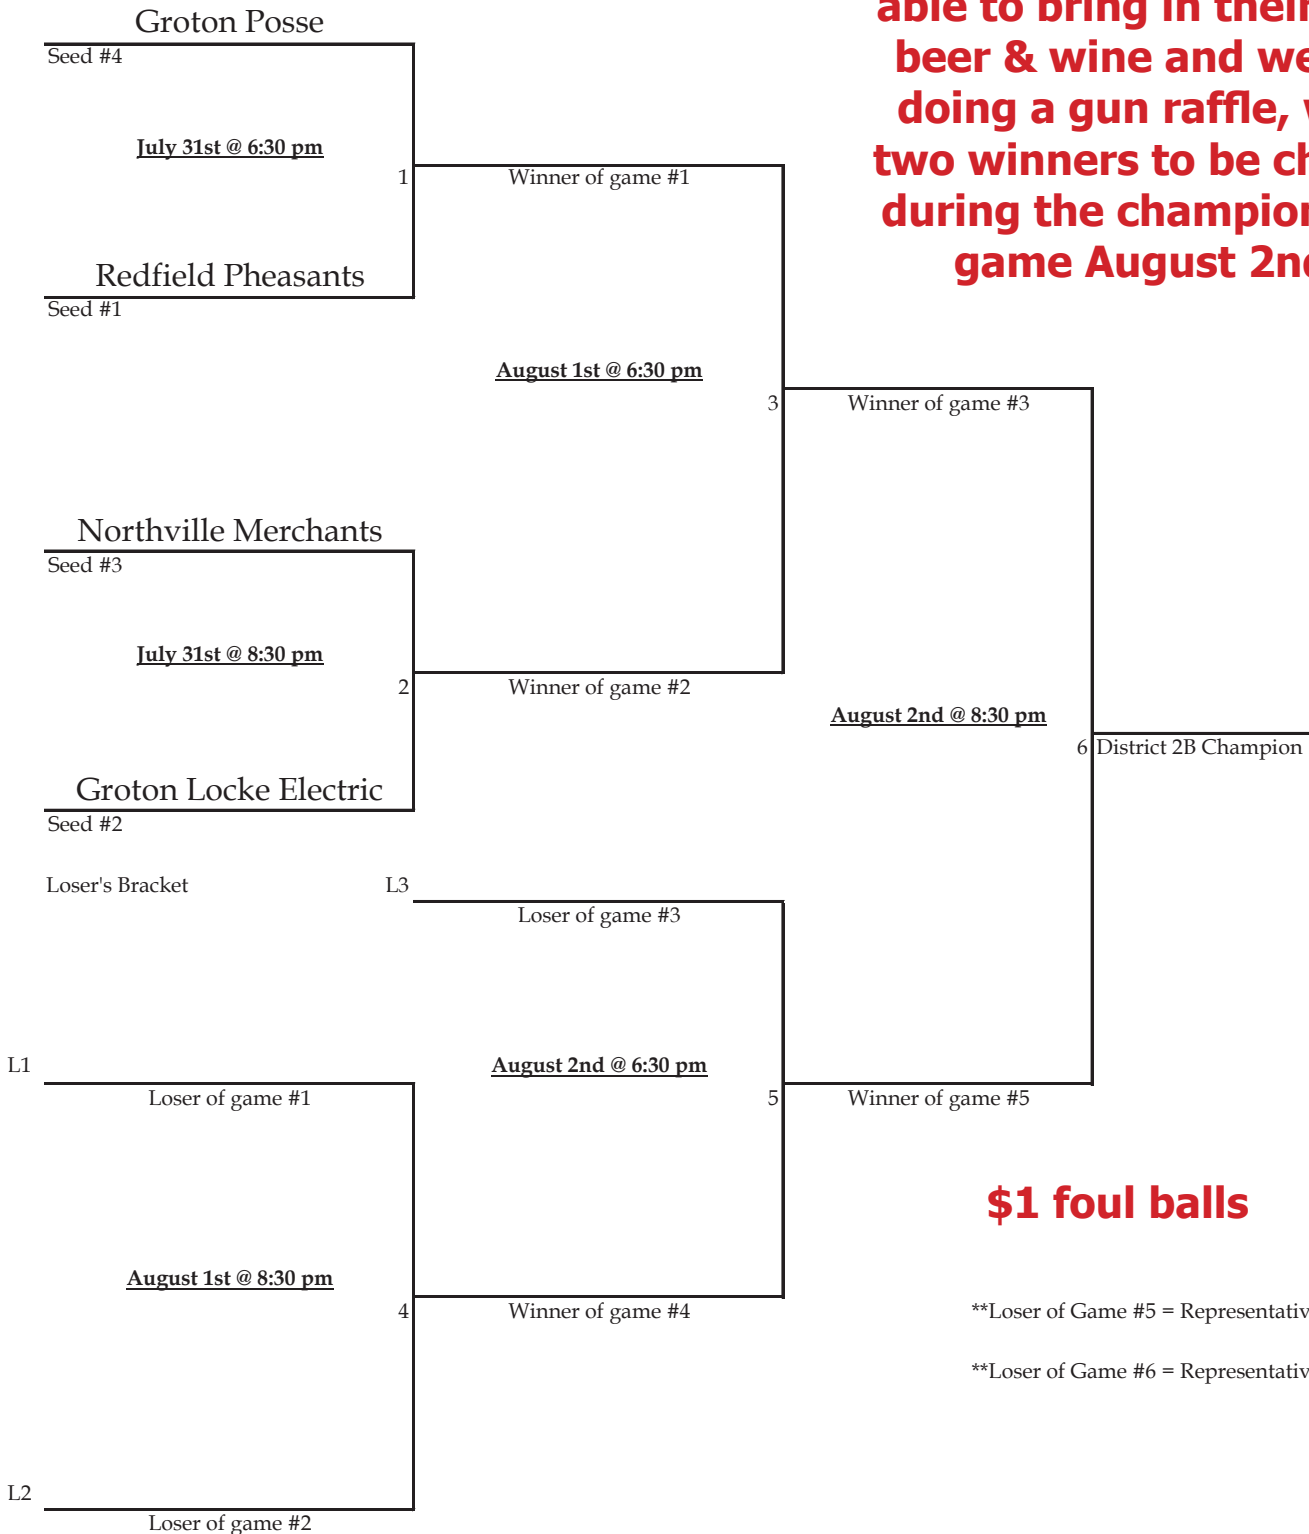 able to bring in their
beer & wine and we
doing a gun raffle,
two winners to be
during the
game August
Groton Posse
Seed #4
July 31st @ 6:30 pm
1
Winner of game #1
Redfield Pheasants
Seed #1
August 1st @ 6:30 pm
3
Winner of game #3
Northville Merchants
Seed #3
July 31st @ 8:30 pm
2
Winner of game #2
August 2nd @ 8:30 pm
6
District 2B Champion
Groton Locke Electric
Seed #2
Loser's Bracket
L3
Loser of game #3
L1
Loser of game #1
August 2nd @ 6:30 pm
5
Winner of game #5
$1 foul balls
August 1st @ 8:30 pm
4
Winner of game #4
**Loser of Game #5 =
**Loser of Game #6 =
L2
Loser of game #2